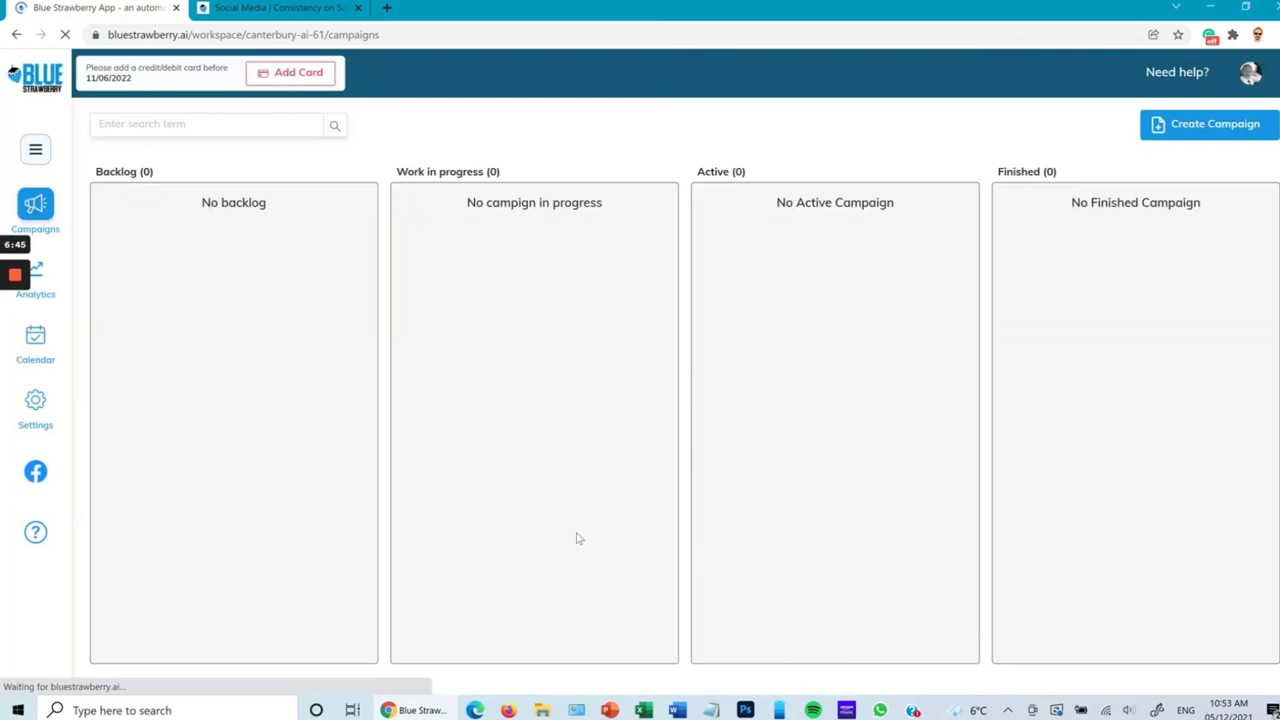 Blue Strawberry App - an autom
Social Media | Consistency on So
bluestrawberry.ai/workspace/canterbury-ai-61/campaigns
off
BLUE
STRAWBERRY
Please add a credit/debit card before
11/06/2022
Add Card
Need help?
Enter search term
Create Campaign
Backlog (0)
Work in progress (0)
Active (0)
Finished (0)
No backlog
No campign in progress
No Active Campaign
No Finished Campaign
Campaigns
6:45
Analytics
Calendar
Settings
Waiting for bluestrawberry.ai...
Type here to search
Blue Straw...
Ps
6°C
ENG
10:53 AM
05/12/2021